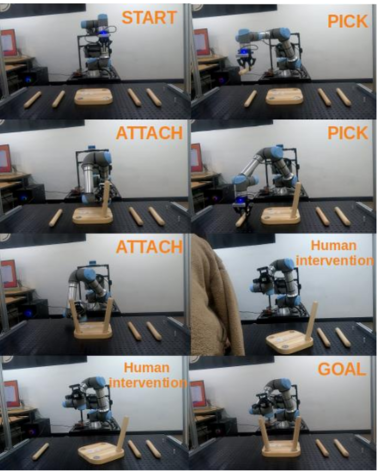 START
PICK
ATTACH
PICK
ATTACH
Human
intervention
Human
intervention
GOAL